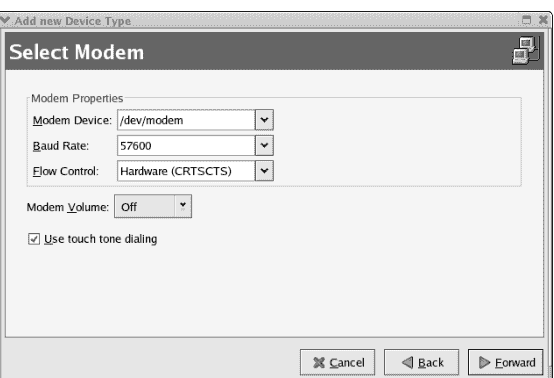 Add new Device Type
Select Modem
Modem Properties
Modem Device: /dev/modem
Baud Rate: 57600
Flow Control: Hardware (CRTSCTS)
Modem Volume: Off
Use touch tone dialing
Cancel Back Forward